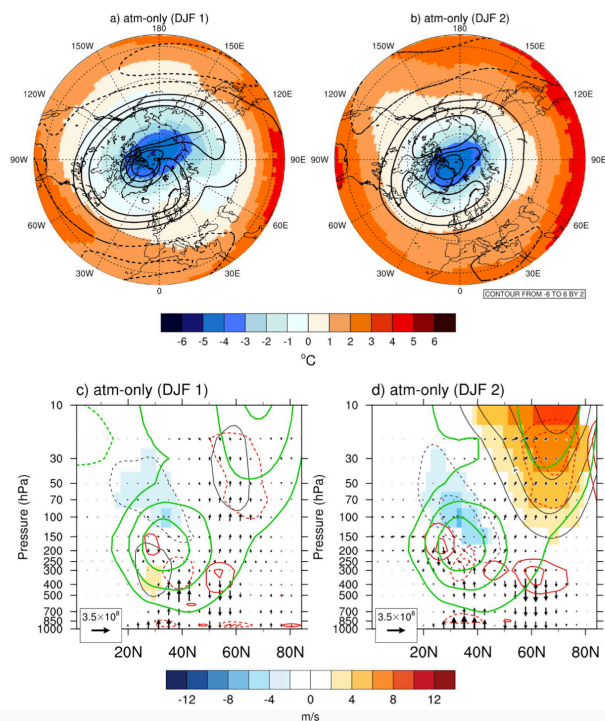 a) atm-only (DJF 1)
b) atm-only (DJF 2)
180
180
150W
150E
150W
150E
120W
120E
120W
120E
90W
90E
90W
90E
60W
60E
60W
60E
30W
30E
30W
30E
0
0
CONTOUR FROM -6 TO 6 BY 2
-6 -5 -4 -3 -2 -1 0 1 2 3 4 5 6
°C
c) atm-only (DJF 1)
d) atm-only (DJF 2)
Pressure (hPa)
10
30
50
70
100
150
200
250
300
400
500
700
850
1000
3.5×10⁸
20N 40N 60N 80N
Pressure (hPa)
10
30
50
70
100
150
200
250
300
400
500
700
850
1000
3.5×10⁸
20N 40N 60N 80N
-12 -8 -4 0 4 8 12
m/s